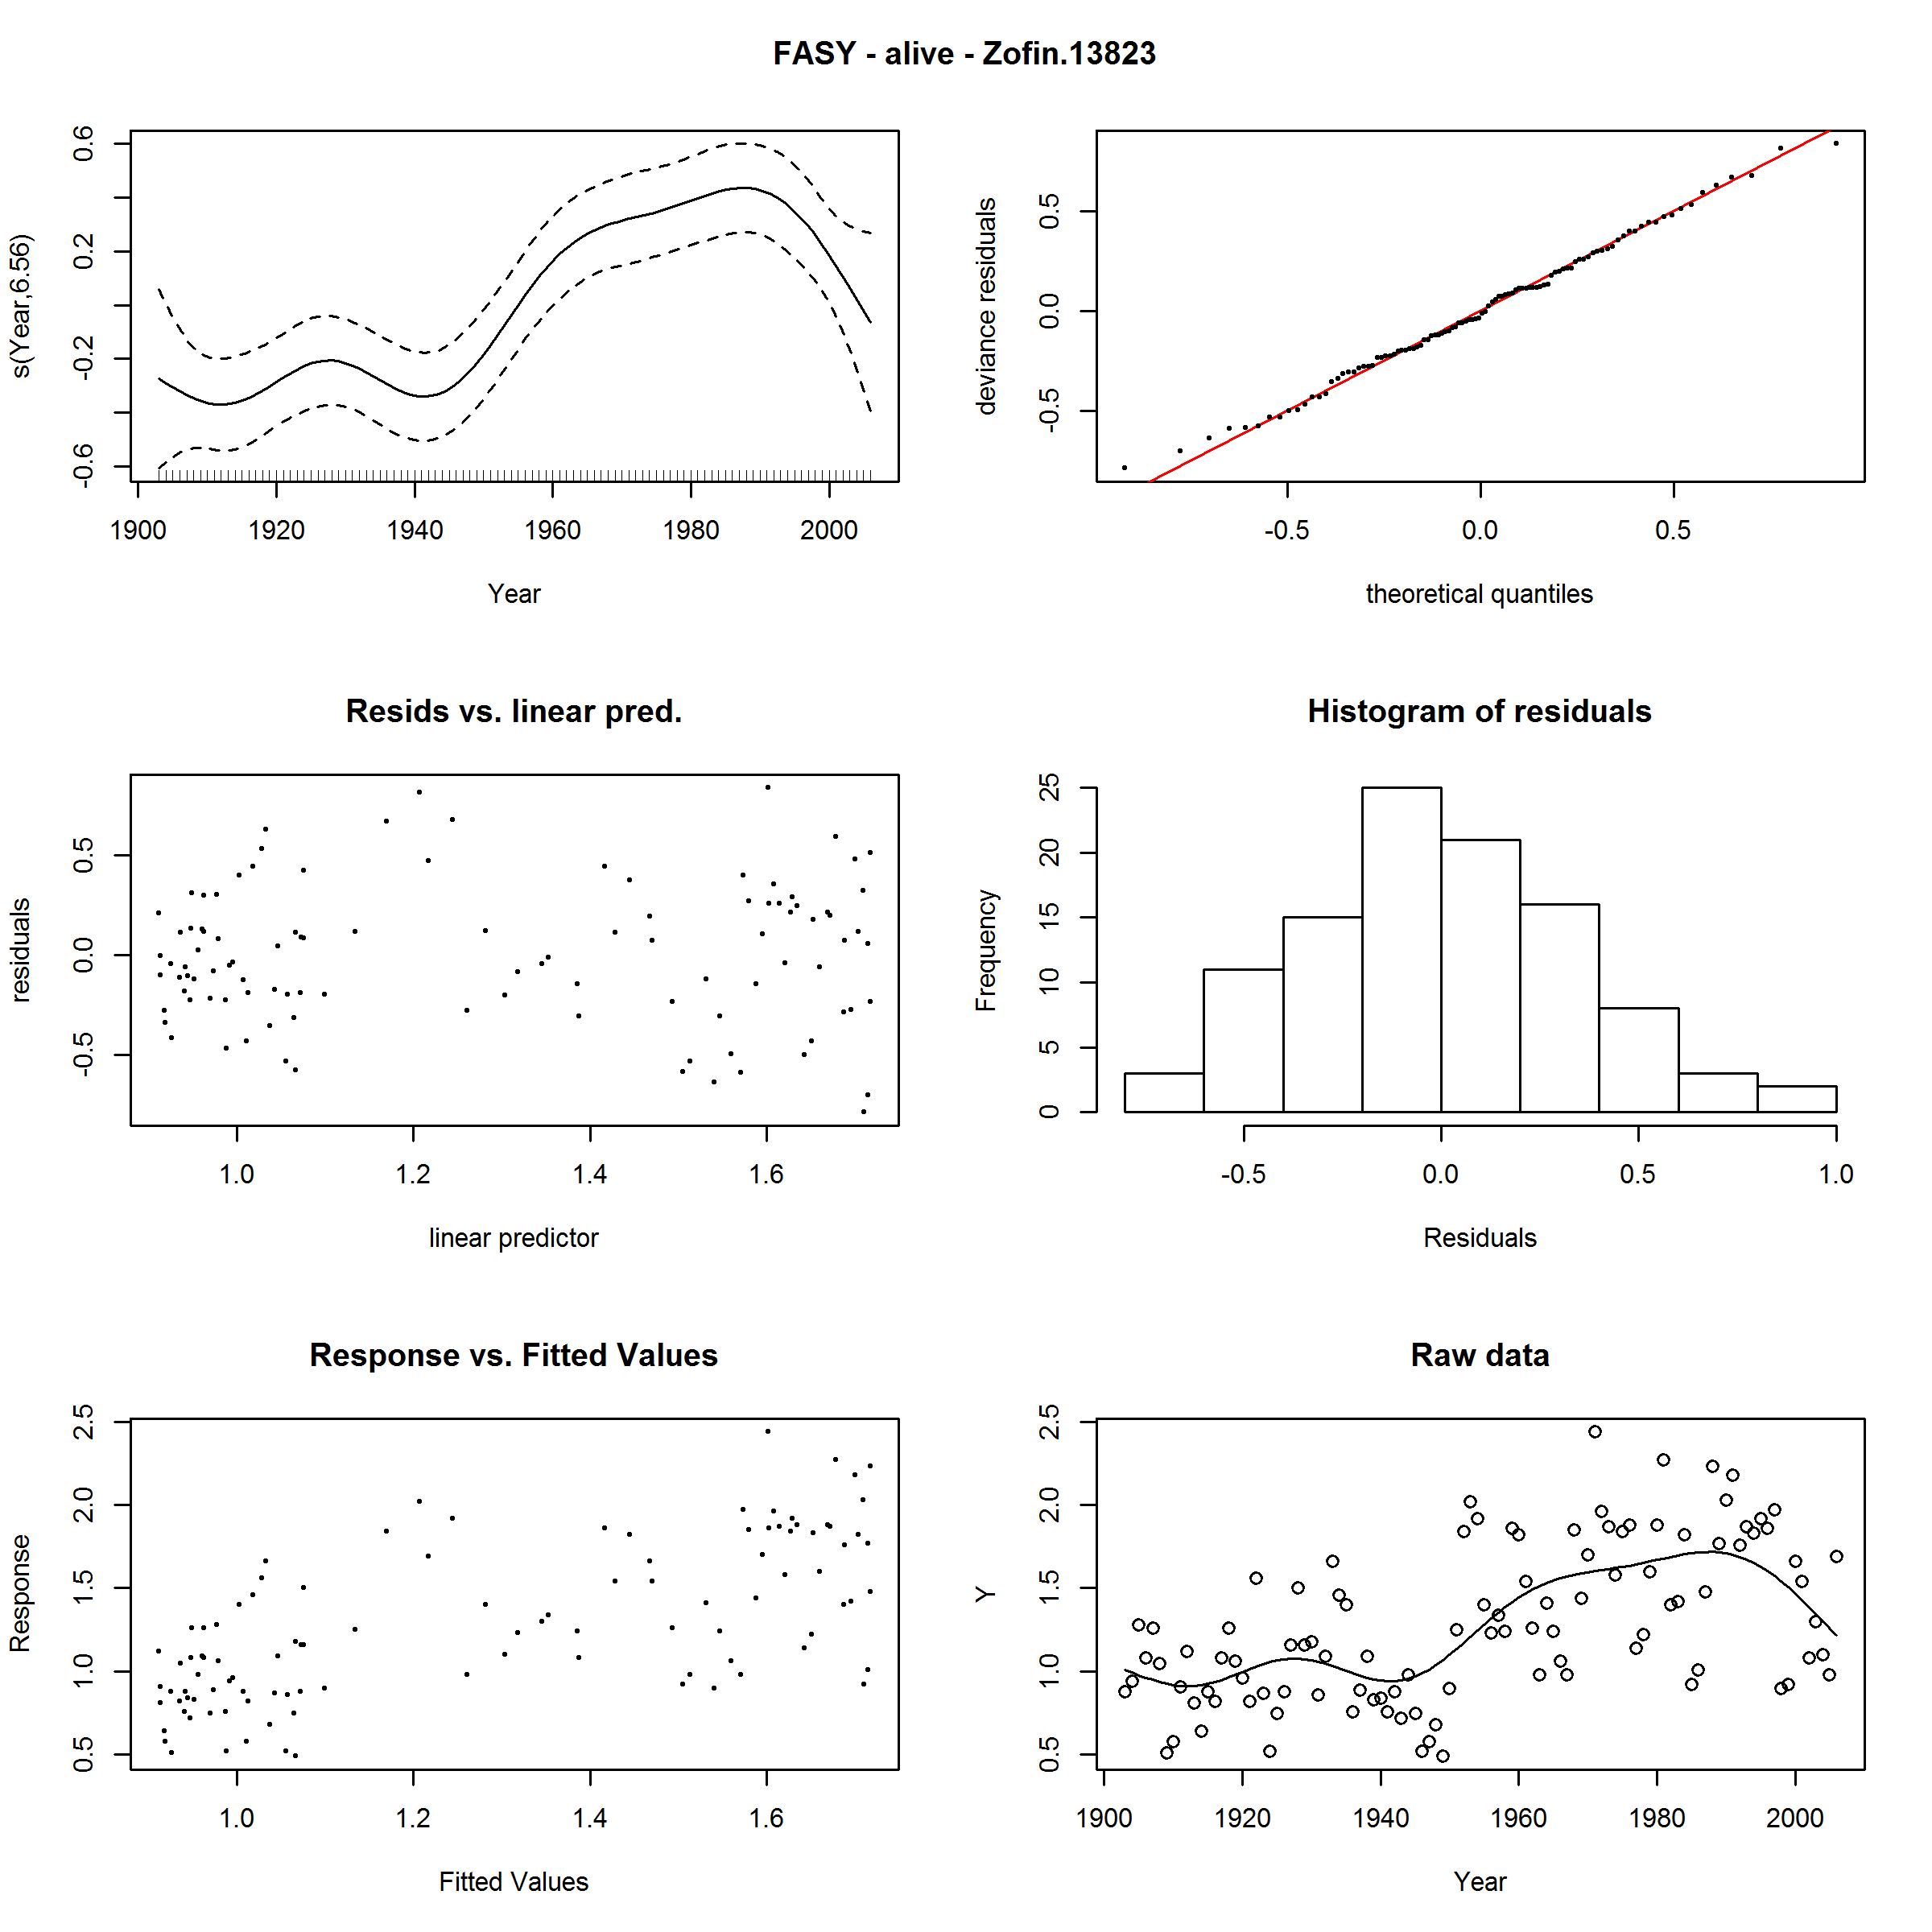 FASY - alive - Zofin.13823
s(Year,6.56)
-0.6 -0.2 0.2 0.6
1900 1920 1940 1960 1980 2000
Year
deviance residuals
-0.5 0.0 0.5
-0.5 0.0 0.5
theoretical quantiles
Resids vs. linear pred.
residuals
-0.5 0.0 0.5
1.0 1.2 1.4 1.6
linear predictor
Histogram of residuals
Frequency
0 5 10 15 20 25
-0.5 0.0 0.5 1.0
Residuals
Response vs. Fitted Values
Response
0.5 1.0 1.5 2.0 2.5
1.0 1.2 1.4 1.6
Fitted Values
Raw data
Y
0.5 1.0 1.5 2.0 2.5
1900 1920 1940 1960 1980 2000
Year